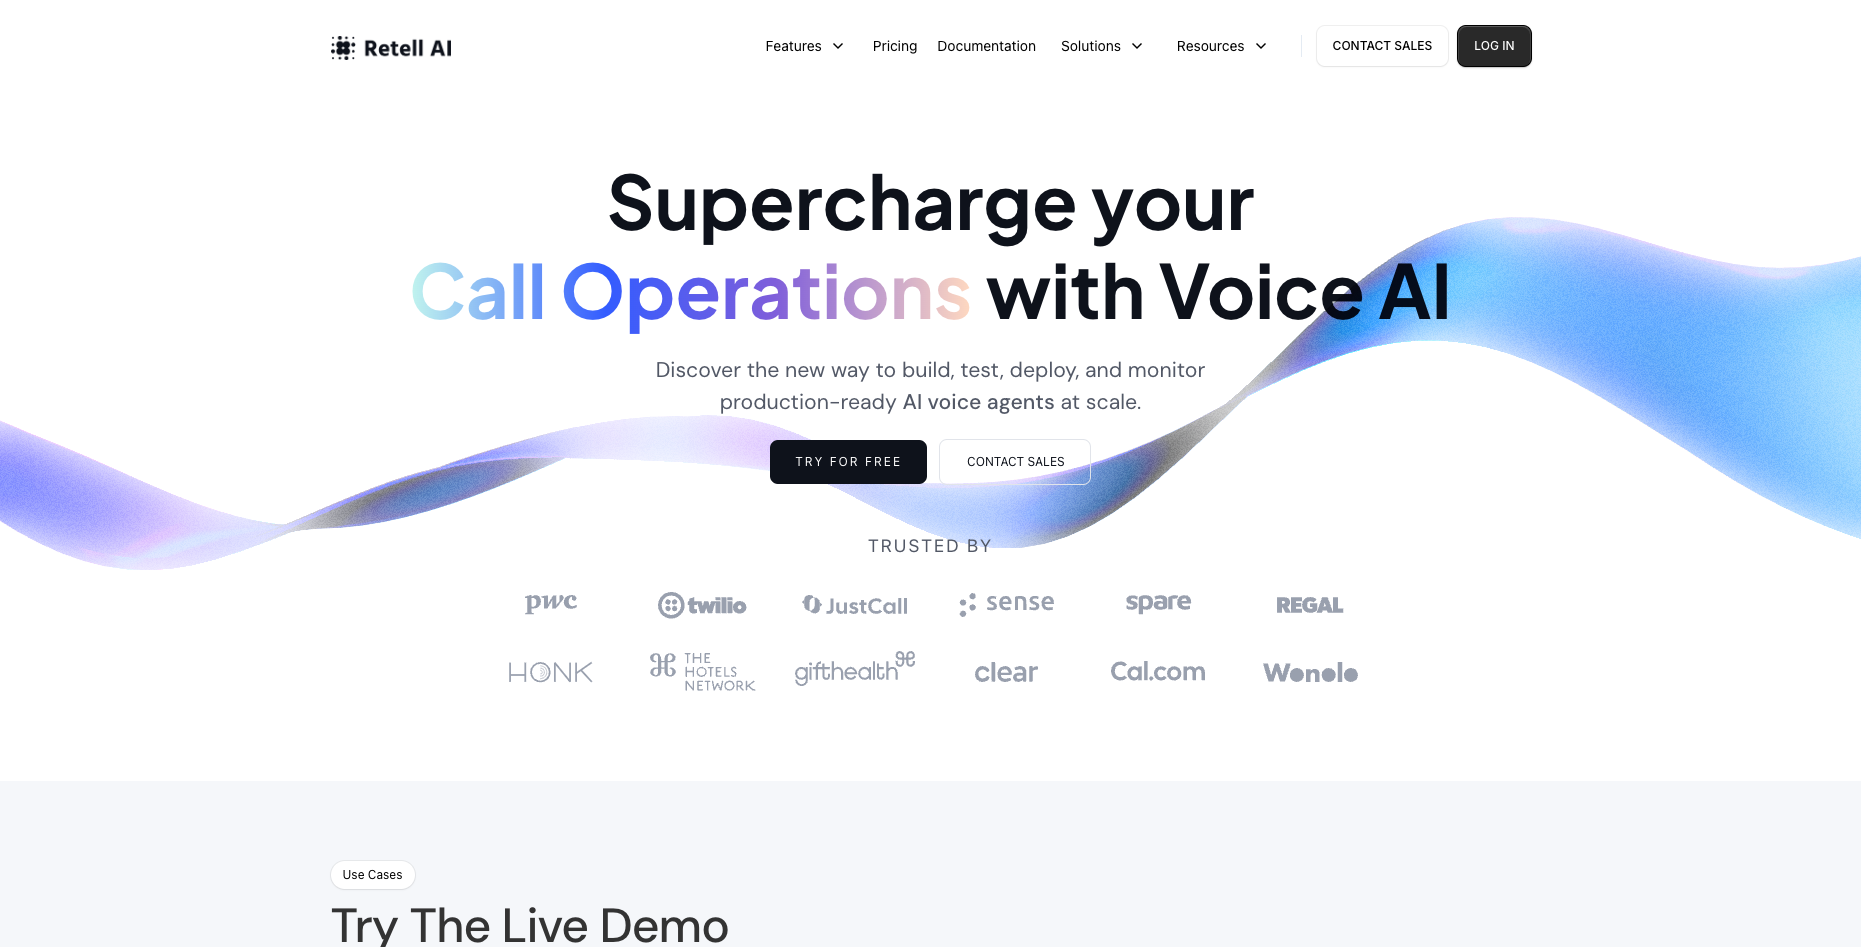 Retell AI
Features
Pricing
Documentation
Solutions
Resources
CONTACT SALES
LOG IN
Supercharge your
Call Operations with Voice AI
Discover the new way to build, test, deploy, and monitor
production-ready AI voice agents at scale.
TRY FOR FREE
CONTACT SALES
TRUSTED BY
pwc
twilio
JustCall
sense
spare
REGAL
HONK
THE
HOTELS
NETWORK
gifthealth
clear
Cal.com
Wonolo
Use Cases
Try The Live Demo